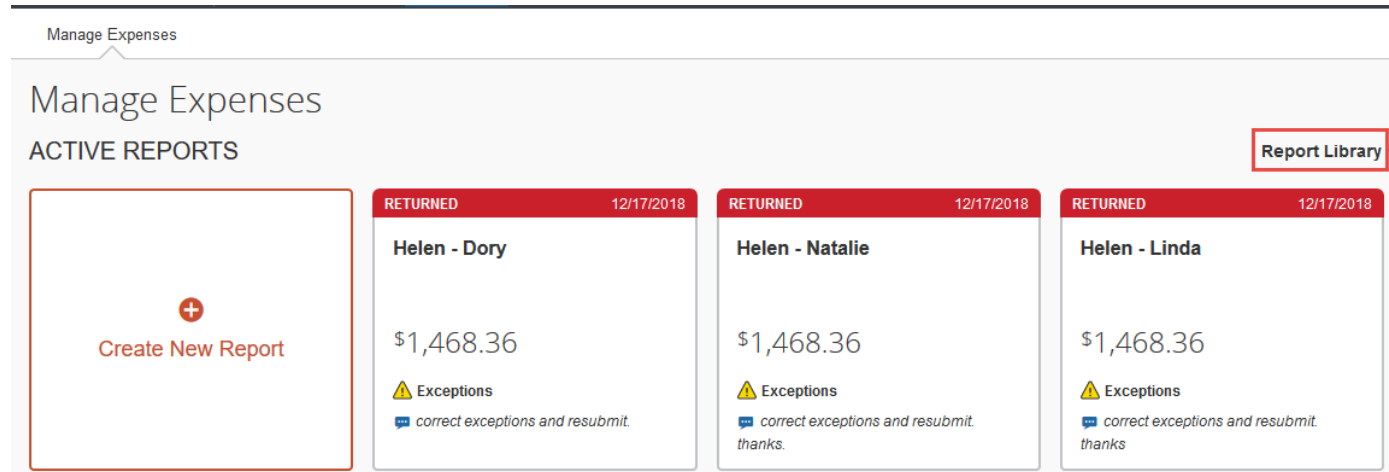 Manage Expenses
Manage Expenses
ACTIVE REPORTS
Report Library
Create New Report
RETURNED 12/17/2018
Helen - Dory
$1,468.36
Exceptions
correct exceptions and resubmit.
RETURNED 12/17/2018
Helen - Natalie
$1,468.36
Exceptions
correct exceptions and resubmit.
thanks.
RETURNED 12/17/2018
Helen - Linda
$1,468.36
Exceptions
correct exceptions and resubmit.
thanks